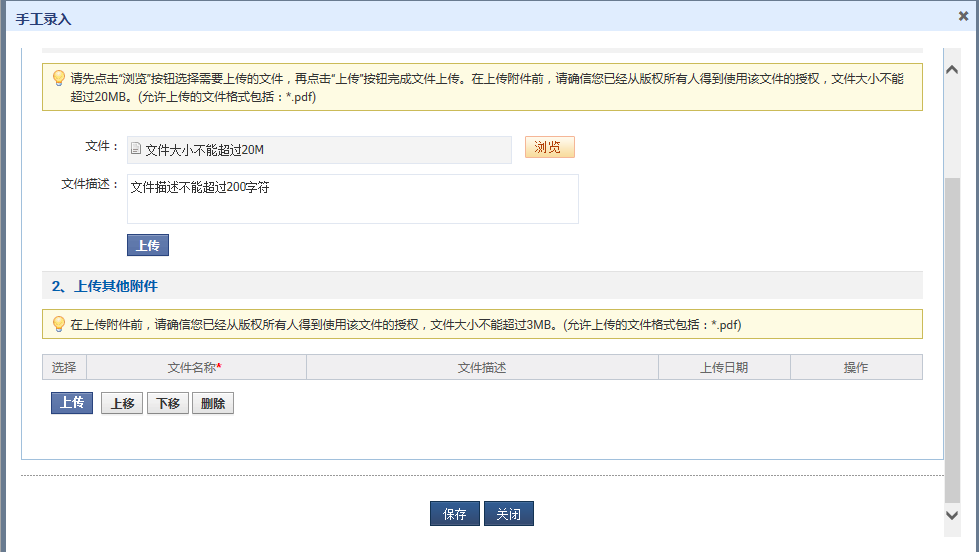 手工录入
请先点击"浏览"按钮选择需要上传的文件，再点击"上传"按钮完成文件上传。在上传附件前，请确信您已经从版权所有人得到使用该文件的授权，文件大小不能
超过20MB。(允许上传的文件格式包括：*.pdf)
文件： 文件大小不能超过20M 浏览
文件描述： 文件描述不能超过200字符
上传
2、上传其他附件
在上传附件前，请确信您已经从版权所有人得到使用该文件的授权，文件大小不能超过3MB。(允许上传的文件格式包括：*.pdf)
选择 文件名称* 文件描述 上传日期 操作
上传 上移 下移 删除
保存 关闭